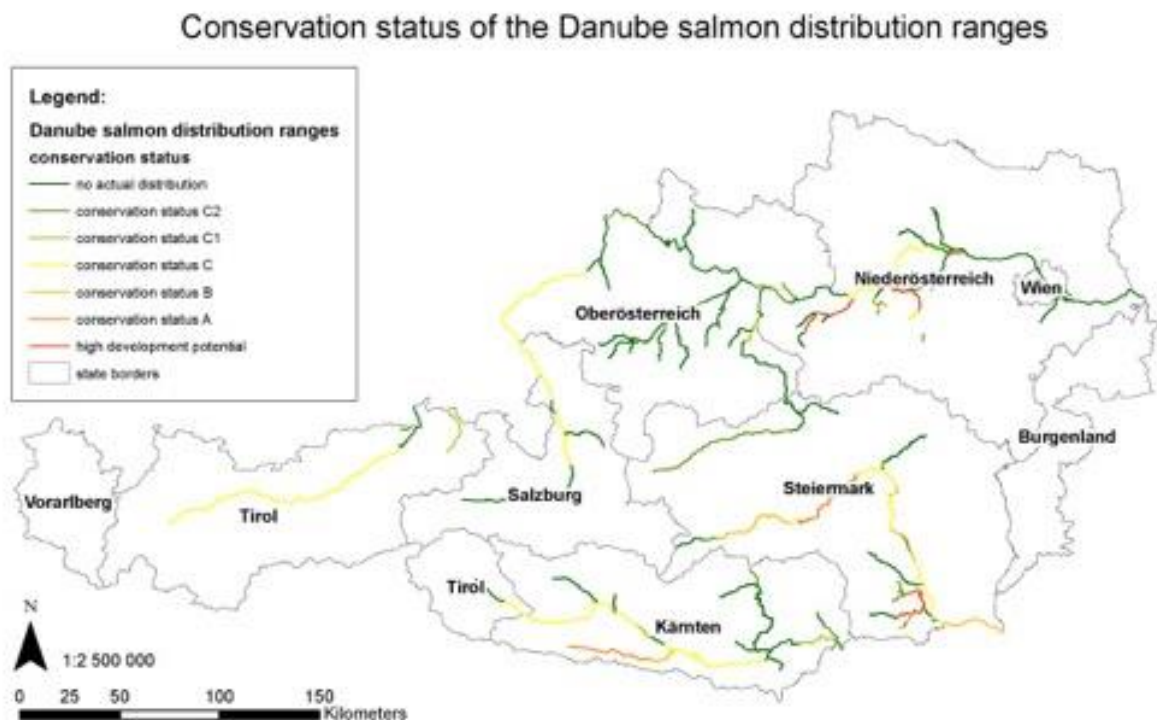 Conservation status of the Danube salmon distribution ranges
Legend:
Danube salmon distribution ranges
conservation status
no actual distribution
conservation status C2
conservation status C1
conservation status C
conservation status B
conservation status A
high development potential
state borders
Niederösterreich
Wien
Oberösterreich
Burgenland
Vorarlberg
Tirol
Salzburg
Steiermark
Tirol
Kärnten
N
1:2 500 000
0 25 50 100 150
Kilometers